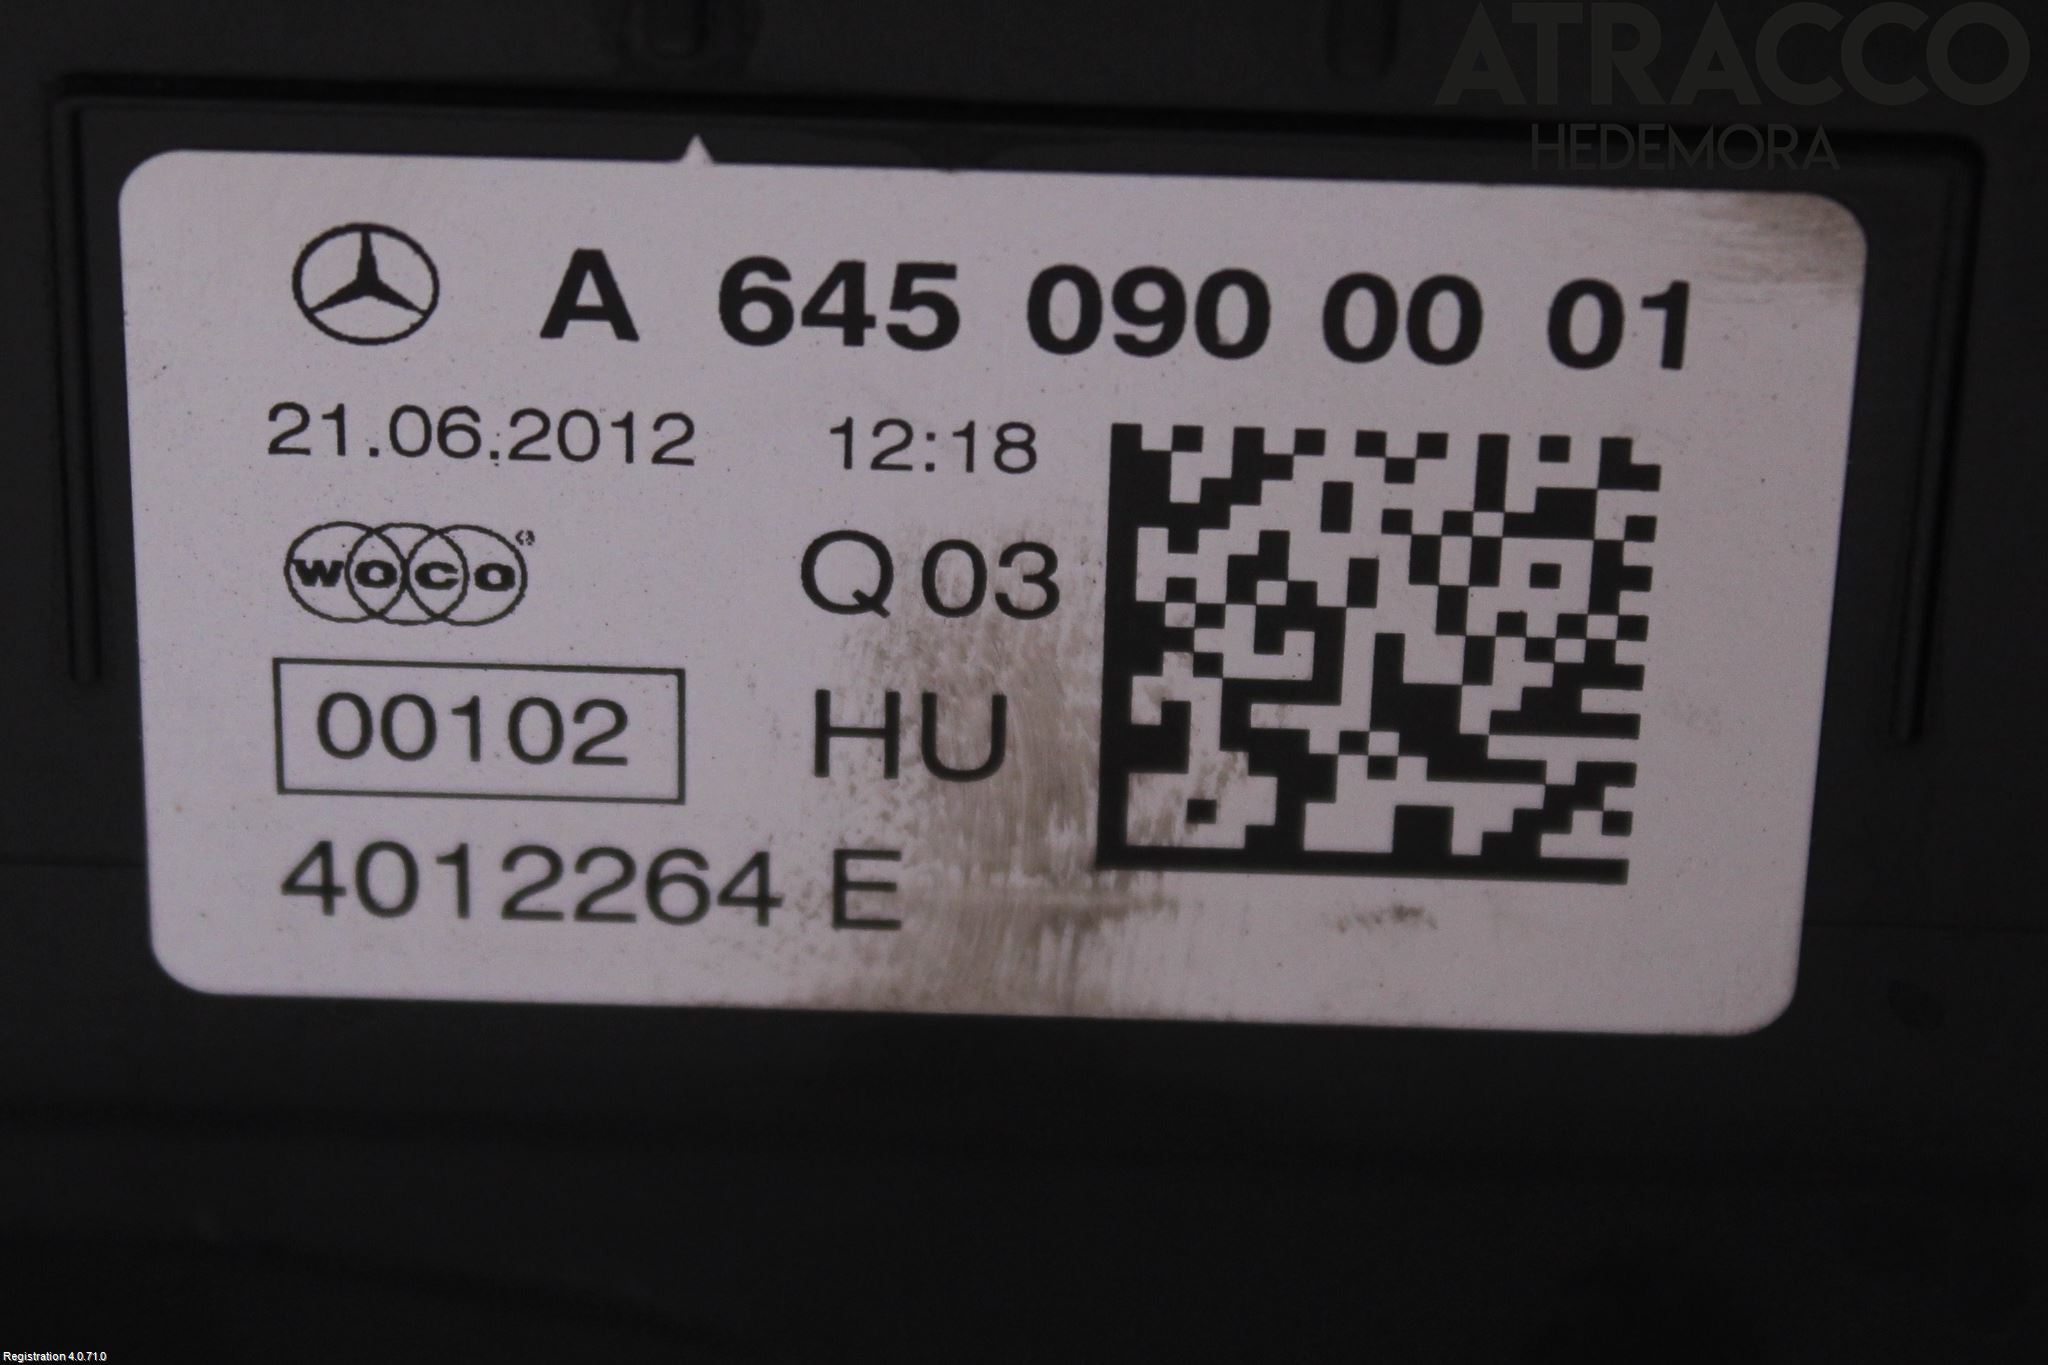 ATRACCO
HEDEMORA
A 645 090 00 01
21.06.2012 12:18
WOCO® Q 03
00102 HU
4012264 E
Registration 4.0.71.0